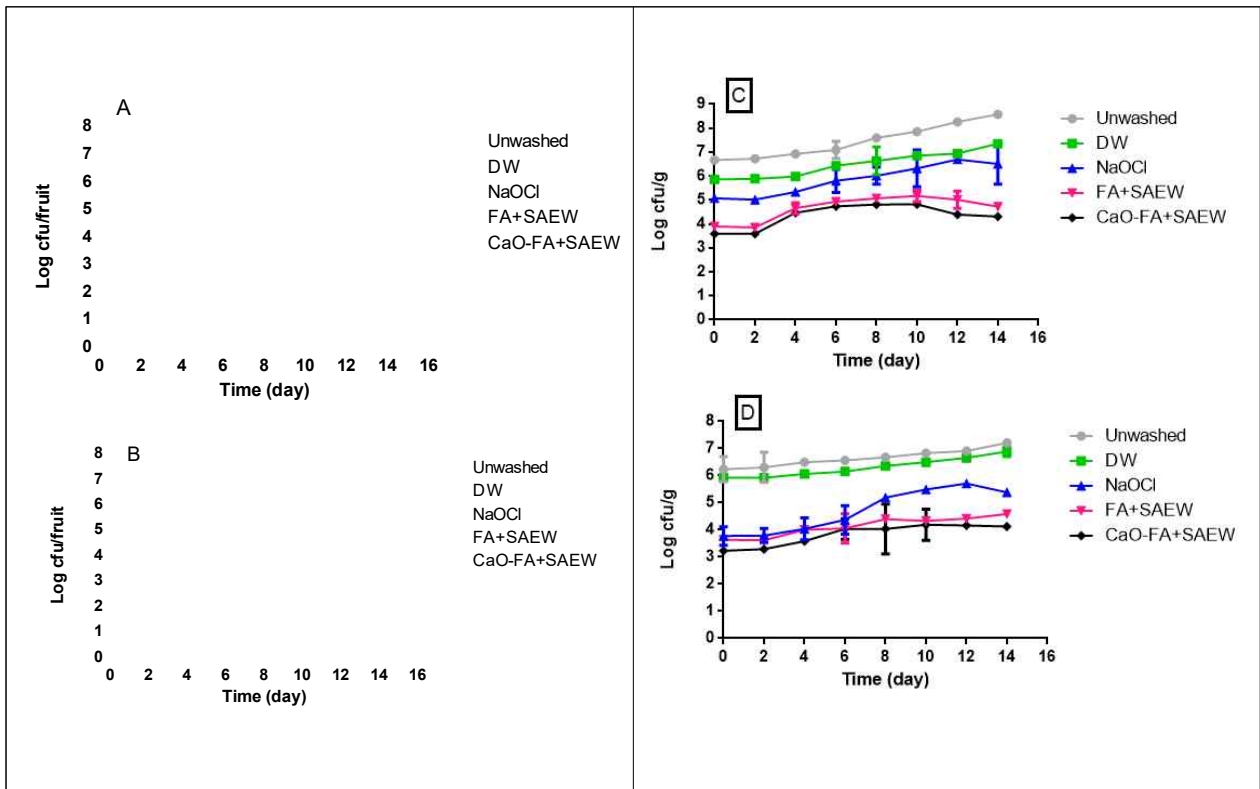 A
8
7
6
5
4
3
2
1
0
Log cfu/fruit
0 2 4 6 8 10 12 14 16
Time (day)
Unwashed
DW
NaOCl
FA+SAEW
CaO-FA+SAEW
B
8
7
6
5
4
3
2
1
0
Log cfu/fruit
0 2 4 6 8 10 12 14 16
Time (day)
Unwashed
DW
NaOCl
FA+SAEW
CaO-FA+SAEW
C
9
8
7
6
5
4
3
2
1
0
Log cfu/g
0 2 4 6 8 10 12 14 16
Time (day)
Unwashed
DW
NaOCl
FA+SAEW
CaO-FA+SAEW
D
8
7
6
5
4
3
2
1
0
Log cfu/g
0 2 4 6 8 10 12 14 16
Time (day)
Unwashed
DW
NaOCl
FA+SAEW
CaO-FA+SAEW